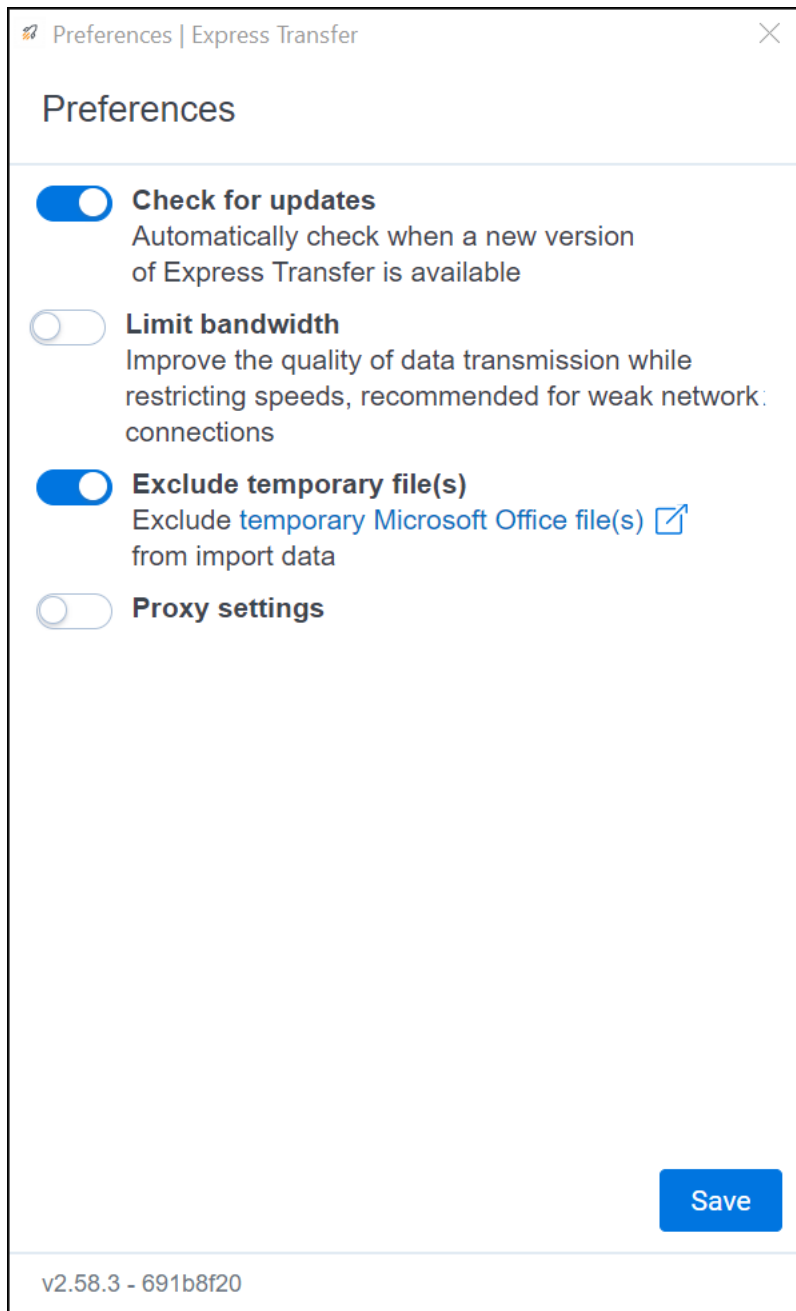 Preferences | Express Transfer
Preferences
Check for updates
Automatically check when a new version
of Express Transfer is available
Limit bandwidth
Improve the quality of data transmission while
restricting speeds, recommended for weak network
connections
Exclude temporary file(s)
Exclude temporary Microsoft Office file(s)
from import data
Proxy settings
Save
v2.58.3 - 691b8f20